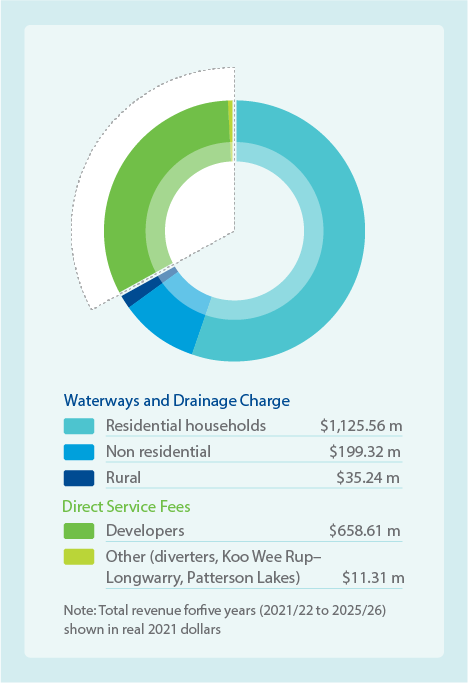 Waterways and Drainage Charge
Residential households $1,125.56 m
Non residential $199.32 m
Rural $35.24 m
Direct Service Fees
Developers $658.61 m
Other (diverters, Koo Wee Rup–
Longwarry, Patterson Lakes) $11.31 m
Note: Total revenue forfive years (2021/22 to 2025/26)
shown in real 2021 dollars